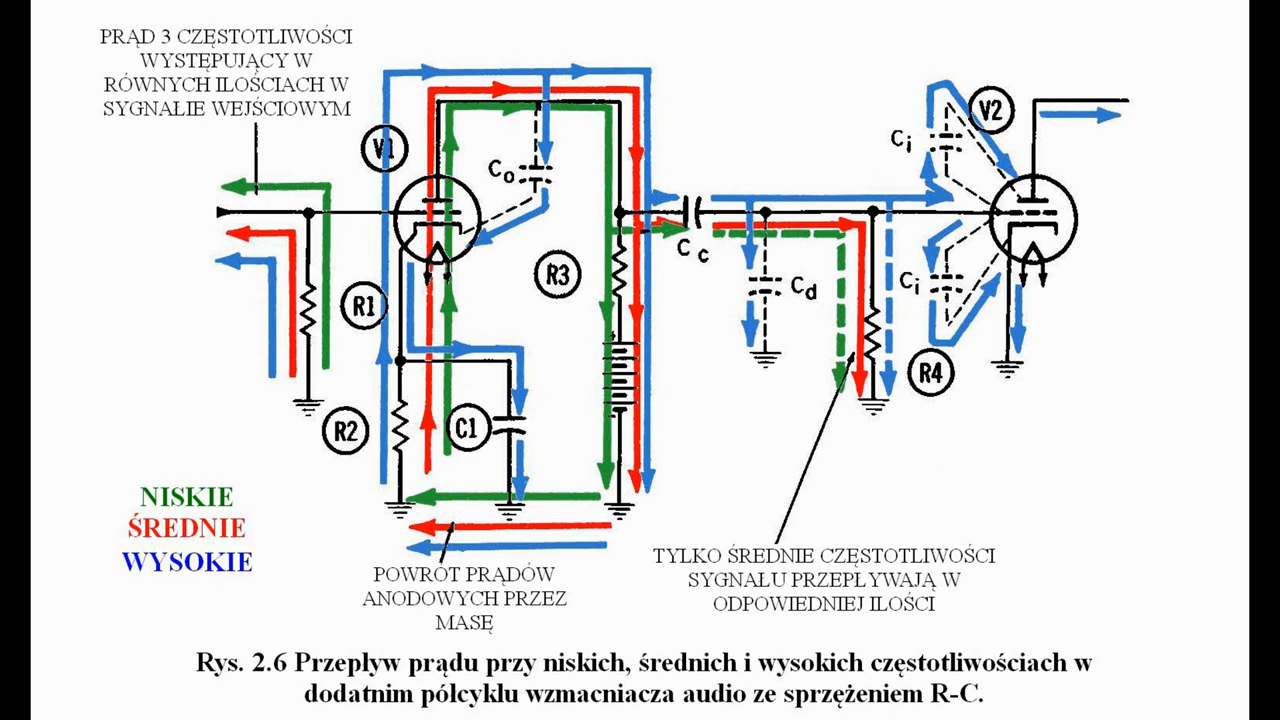 PRĄD 3 CZĘSTOTLIWOŚCI
WYSTĘPUJĄCY W
RÓWNYCH ILOŚCIACH W
SYGNALE WEJŚCIOWYM
V1
V2
Co
Ci
Cc
R3
Cd
Ci
R1
R4
R2
C1
NISKIE
ŚREDNIE
WYSOKIE
POWRÓT PRĄDÓW
ANODOWYCH PRZEZ
MASĘ
TYLKO ŚREDNIE CZĘSTOTLIWOŚCI
SYGNAŁU PRZEPŁYWAJĄ W
ODPOWIEDNIEJ ILOŚCI
Rys. 2.6 Przepływ prądu przy niskich, średnich i wysokich częstotliwościach w
dodatnim półcyklu wzmacniacza audio ze sprzężeniem R-C.